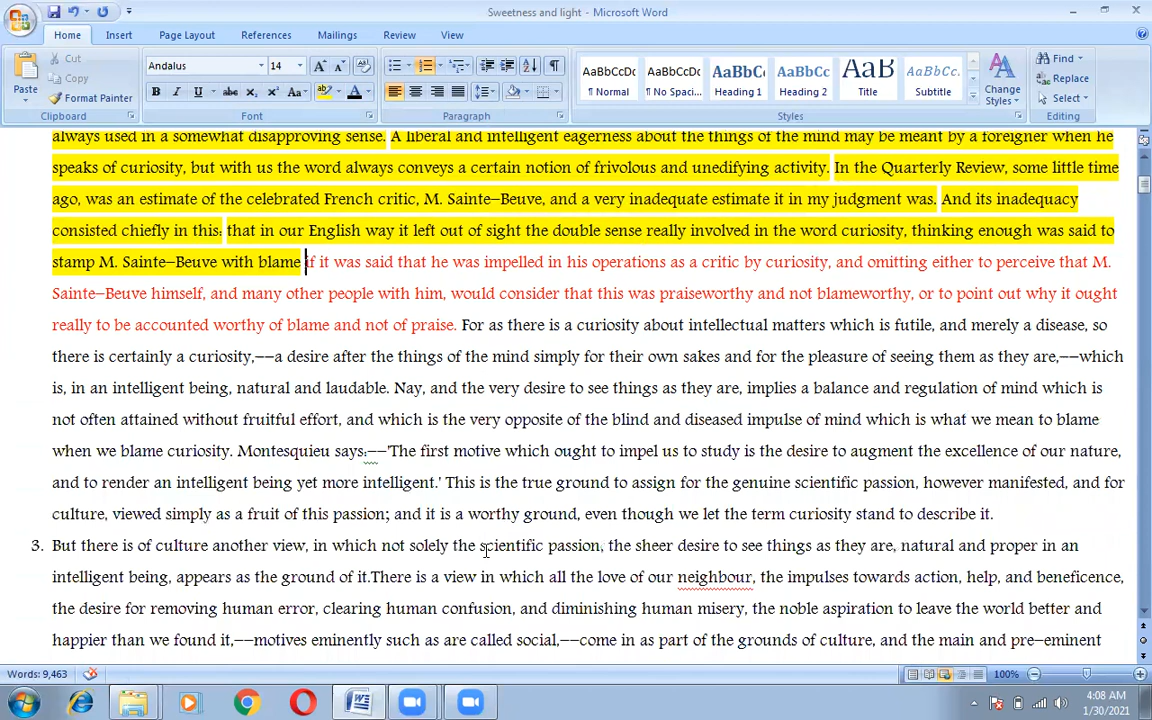 Sweetness and light - Microsoft Word
Home Insert Page Layout References Mailings Review View
Paste Cut Copy Format Painter Clipboard
Andalus 14 Font
Paragraph
AaBbCcDc ¶ Normal
AaBbCcDc ¶ No Spaci...
AaBbC Heading 1
AaBbCc Heading 2
AaB Title
AaBbCc Subtitle
Styles Change Styles
Find Replace Select Editing
always used in a somewhat disapproving sense. A liberal and intelligent eagerness about the things of the mind may be meant by a foreigner when he
speaks of curiosity, but with us the word always conveys a certain notion of frivolous and unedifying activity. In the Quarterly Review, some little time
ago, was an estimate of the celebrated French critic, M. Sainte-Beuve, and a very inadequate estimate it in my judgment was. And its inadequacy
consisted chiefly in this: that in our English way it left out of sight the double sense really involved in the word curiosity, thinking enough was said to
stamp M. Sainte-Beuve with blame if it was said that he was impelled in his operations as a critic by curiosity, and omitting either to perceive that M.
Sainte-Beuve himself, and many other people with him, would consider that this was praiseworthy and not blameworthy, or to point out why it ought
really to be accounted worthy of blame and not of praise. For as there is a curiosity about intellectual matters which is futile, and merely a disease, so
there is certainly a curiosity,--a desire after the things of the mind simply for their own sakes and for the pleasure of seeing them as they are,--which
is, in an intelligent being, natural and laudable. Nay, and the very desire to see things as they are, implies a balance and regulation of mind which is
not often attained without fruitful effort, and which is the very opposite of the blind and diseased impulse of mind which is what we mean to blame
when we blame curiosity. Montesquieu says:--'The first motive which ought to impel us to study is the desire to augment the excellence of our nature,
and to render an intelligent being yet more intelligent.' This is the true ground to assign for the genuine scientific passion, however manifested, and for
culture, viewed simply as a fruit of this passion; and it is a worthy ground, even though we let the term curiosity stand to describe it.
3. But there is of culture another view, in which not solely the scientific passion, the sheer desire to see things as they are, natural and proper in an
intelligent being, appears as the ground of it.There is a view in which all the love of our neighbour, the impulses towards action, help, and beneficence,
the desire for removing human error, clearing human confusion, and diminishing human misery, the noble aspiration to leave the world better and
happier than we found it,--motives eminently such as are called social,--come in as part of the grounds of culture, and the main and pre-eminent
Words: 9,463 100%
4:08 AM
1/30/2021